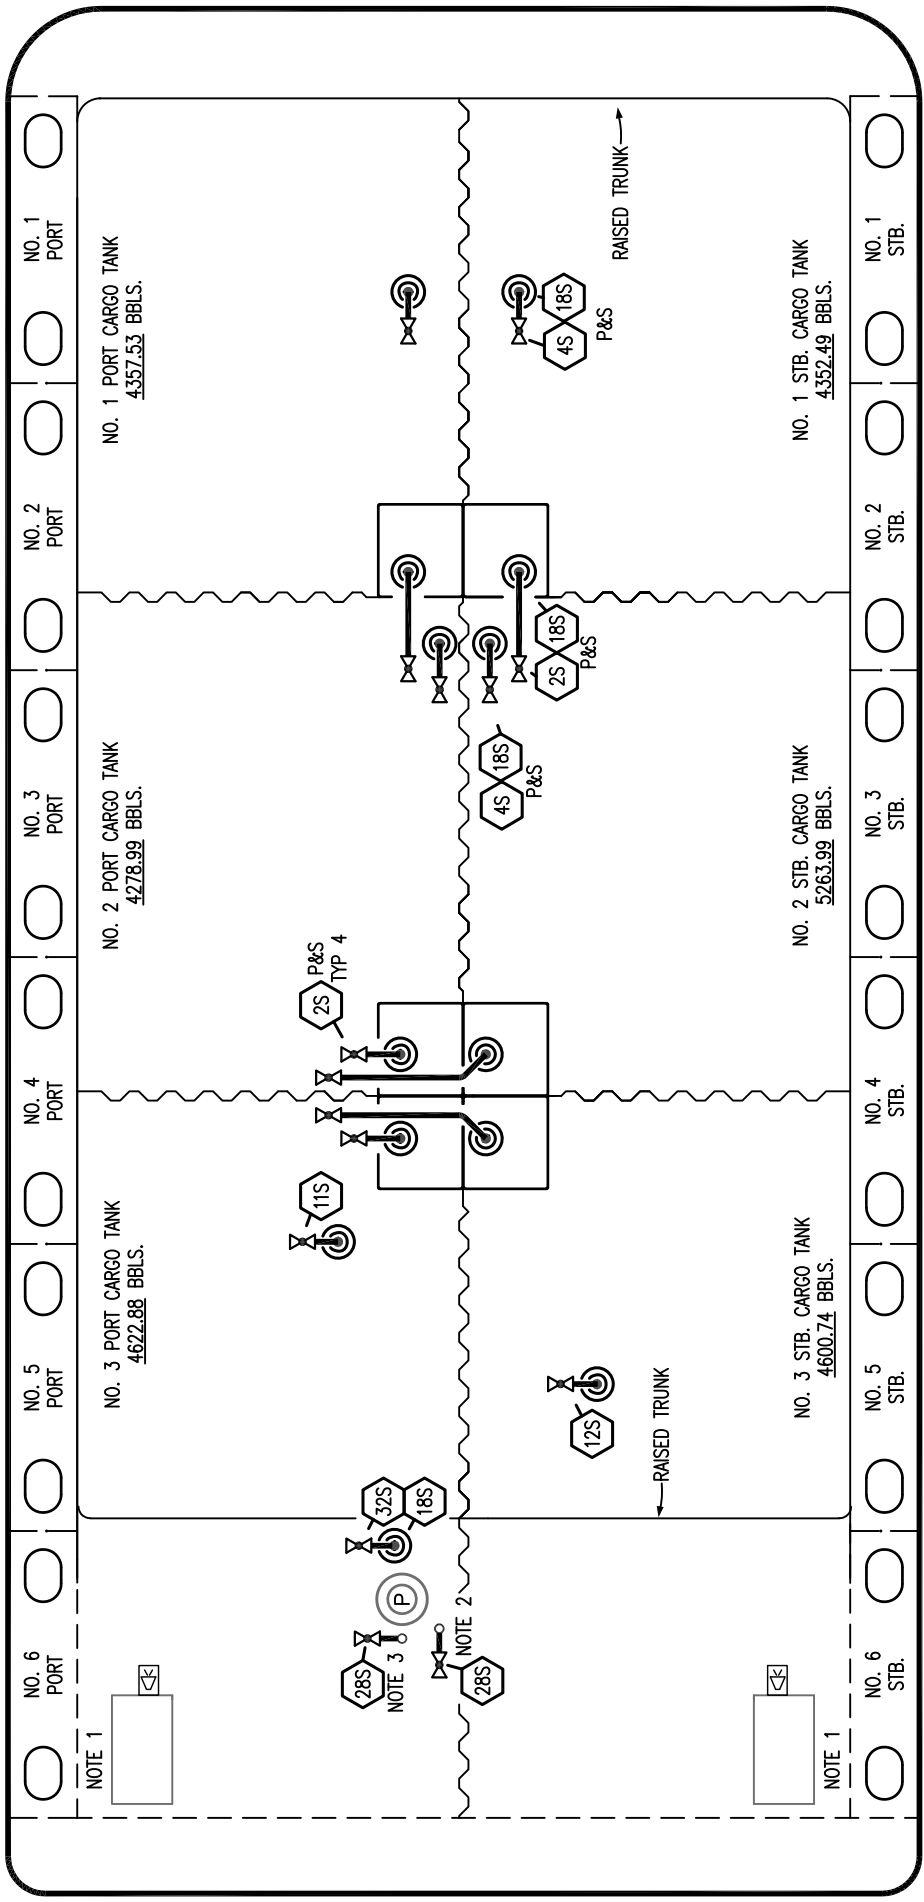 NO. 1
PORT
NO. 2
PORT
NO. 3
PORT
NO. 4
PORT
NO. 5
PORT
NO. 6
PORT
NO. 1 PORT CARGO TANK
4357.53 BBLS.
NO. 2 PORT CARGO TANK
4278.99 BBLS.
NO. 3 PORT CARGO TANK
4622.88 BBLS.
NOTE 1
RAISED TRUNK
18S
4S
P&S
18S
2S
P&S
18S
4S
P&S
P&S
TYP 4
2S
11S
12S
32S
18S
P
28S
NOTE 3
NOTE 2
28S
RAISED TRUNK
NO. 1 STB. CARGO TANK
4352.49 BBLS.
NO. 2 STB. CARGO TANK
5263.99 BBLS.
NO. 3 STB. CARGO TANK
4600.74 BBLS.
NOTE 1
NO. 1
STB.
NO. 2
STB.
NO. 3
STB.
NO. 4
STB.
NO. 5
STB.
NO. 6
STB.